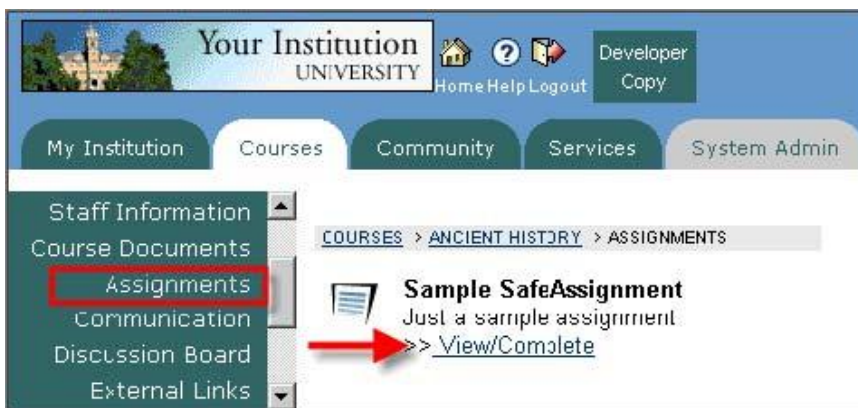 Your Institution
UNIVERSITY
Home Help Logout
Developer
Copy
My Institution Courses Community Services System Admin
Staff Information
Course Documents
Assignments
Communication
Discussion Board
External Links
COURSES > ANCIENT HISTORY > ASSIGNMENTS
Sample SafeAssignment
Just a sample assignment
>> View/Complete